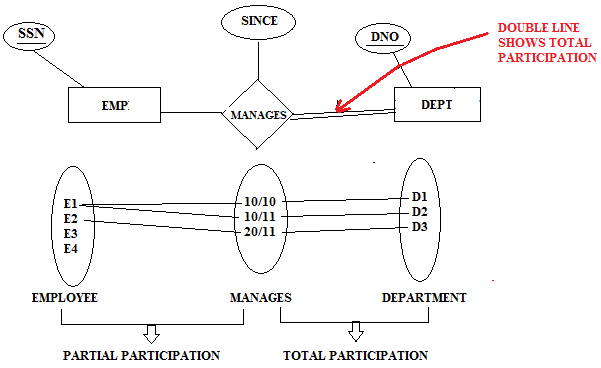 SINCE
SSN
DNO
DOUBLE LINE
SHOWS TOTAL
PARTICIPATION
EMP.
MANAGES
DEPT
E1
E2
E3
E4
10/10
10/11
20/11
D1
D2
D3
EMPLOYEE
MANAGES
DEPARTMENT
PARTIAL PARTICIPATION
TOTAL PARTICIPATION